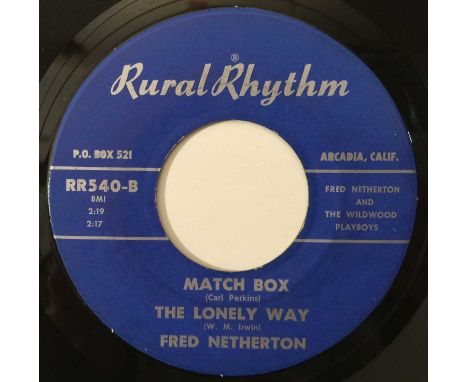 Rural Rhythm®
P.O. BOX 521
ARCADIA, CALIF.
RR540-B
BMI
2:19
2:17
FRED NETHERTON
AND
THE WILDWOOD
PLAYBOYS
MATCH BOX
(Carl Perkins)
THE LONELY WAY
(W. M. Irwin)
FRED NETHERTON